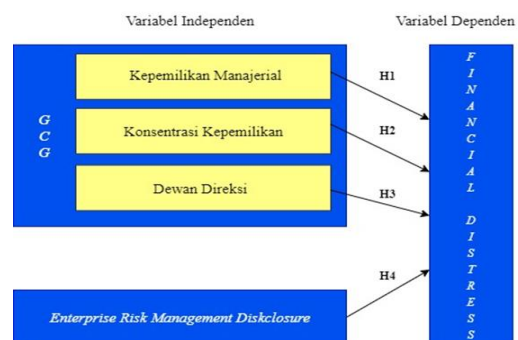 Variabel Independen
Variabel Dependen
GCG
Kepemilikan Manajerial
Konsentrasi Kepemilikan
Dewan Direksi
H1
H2
H3
H4
Enterprise Risk Management Diskclosure
FINANCIAL DISTRESS